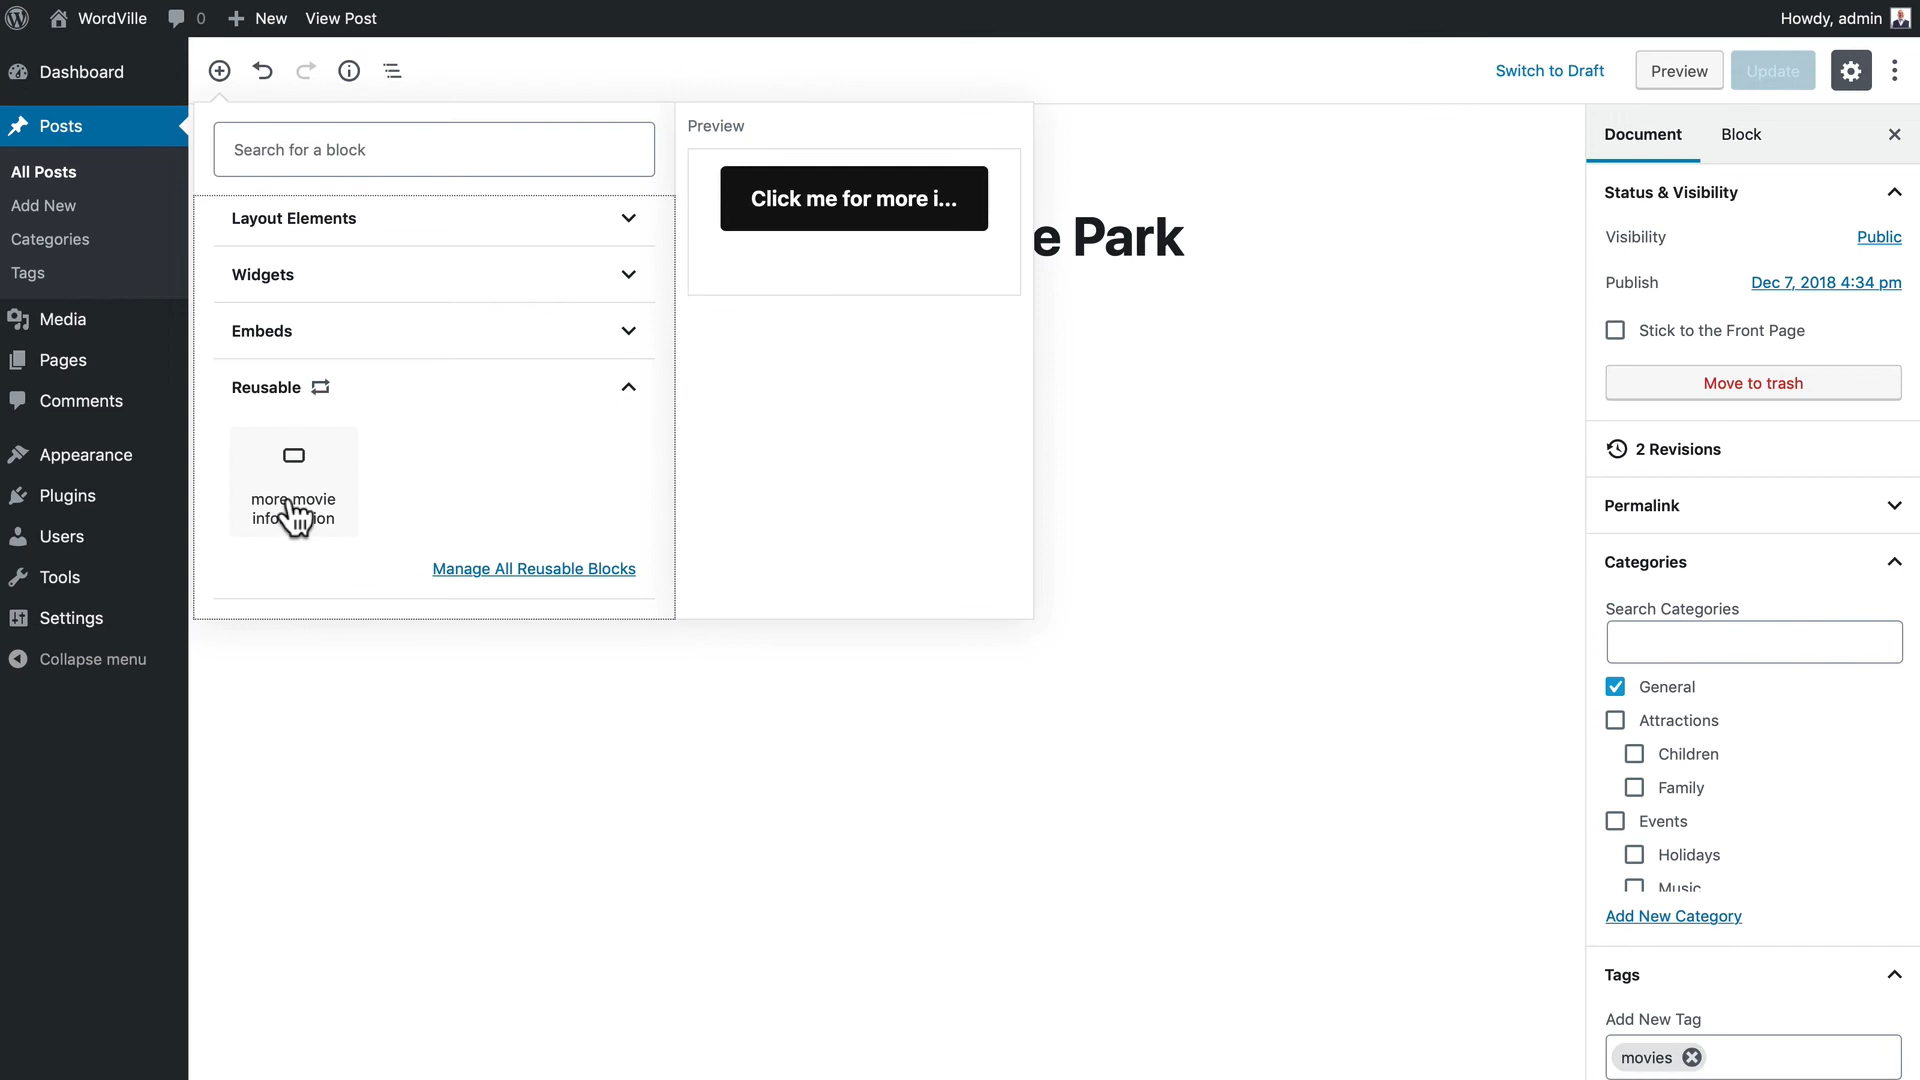 WordVille
0
New
View Post
Howdy, admin
Dashboard
Posts
All Posts
Add New
Categories
Tags
Media
Pages
Comments
Appearance
Plugins
Users
Tools
Settings
Collapse menu
Switch to Draft
Preview
Update
Search for a block
Layout Elements
Widgets
Embeds
Reusable
more movie
Manage All Reusable Blocks
Preview
Click me for more i...
e Park
Document
Block
Status & Visibility
Visibility
Public
Publish
Dec 7, 2018 4:34 pm
Stick to the Front Page
Move to trash
2 Revisions
Permalink
Categories
Search Categories
General
Attractions
Children
Family
Events
Holidays
Music
Add New Category
Tags
Add New Tag
movies